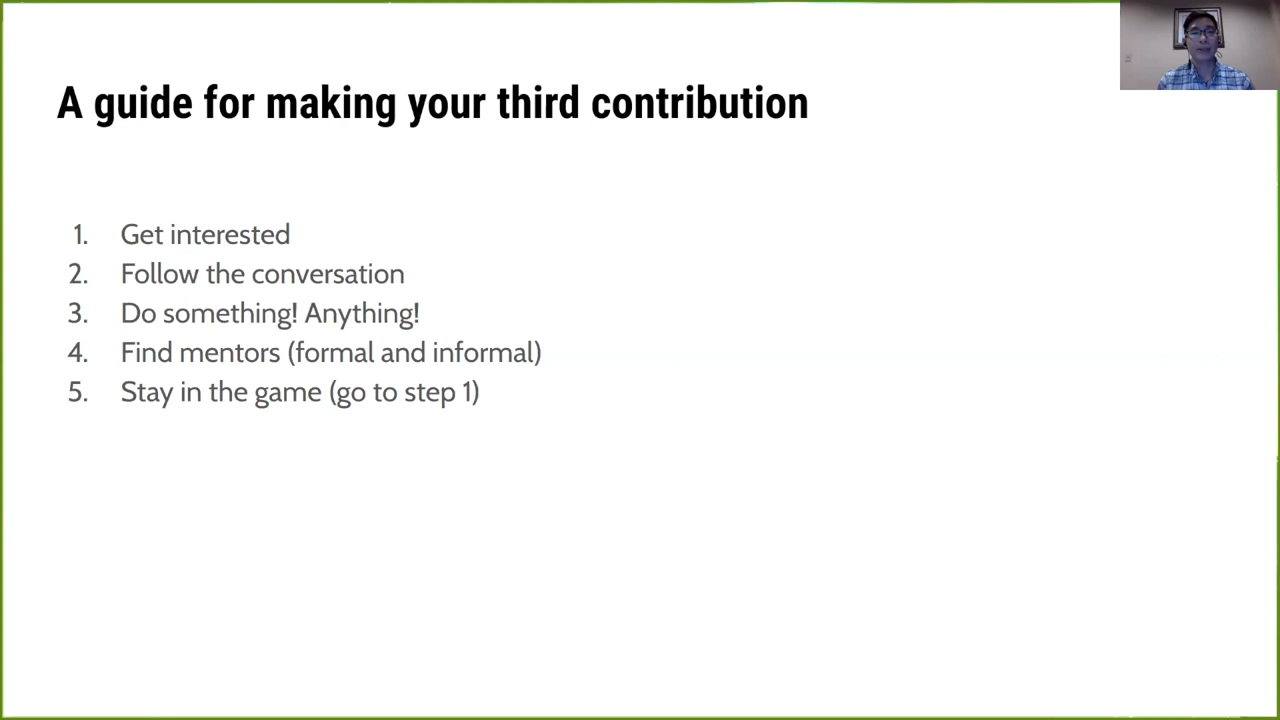 A guide for making your third contribution
1. Get interested
2. Follow the conversation
3. Do something! Anything!
4. Find mentors (formal and informal)
5. Stay in the game (go to step 1)